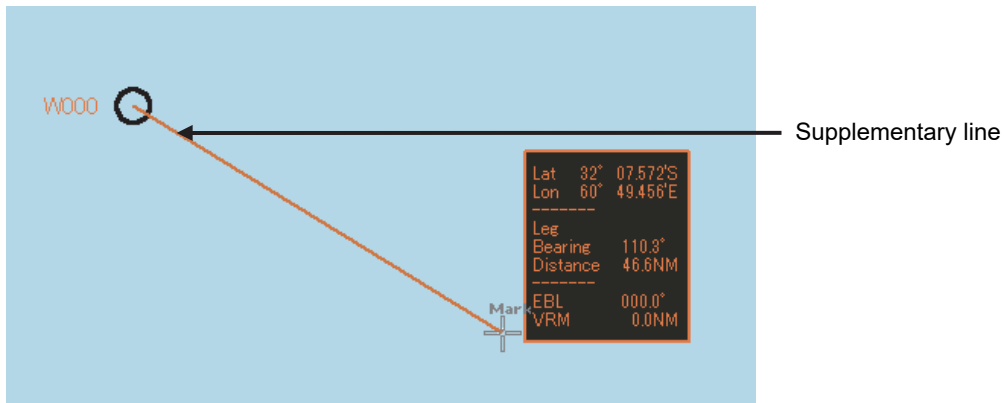 W000
Supplementary line
Lat 32° 07.572'S
Lon 60° 49.456'E
-------
Leg
Bearing 110.3°
Distance 46.6NM
-------
EBL 000.0°
VRM 0.0NM
Mark